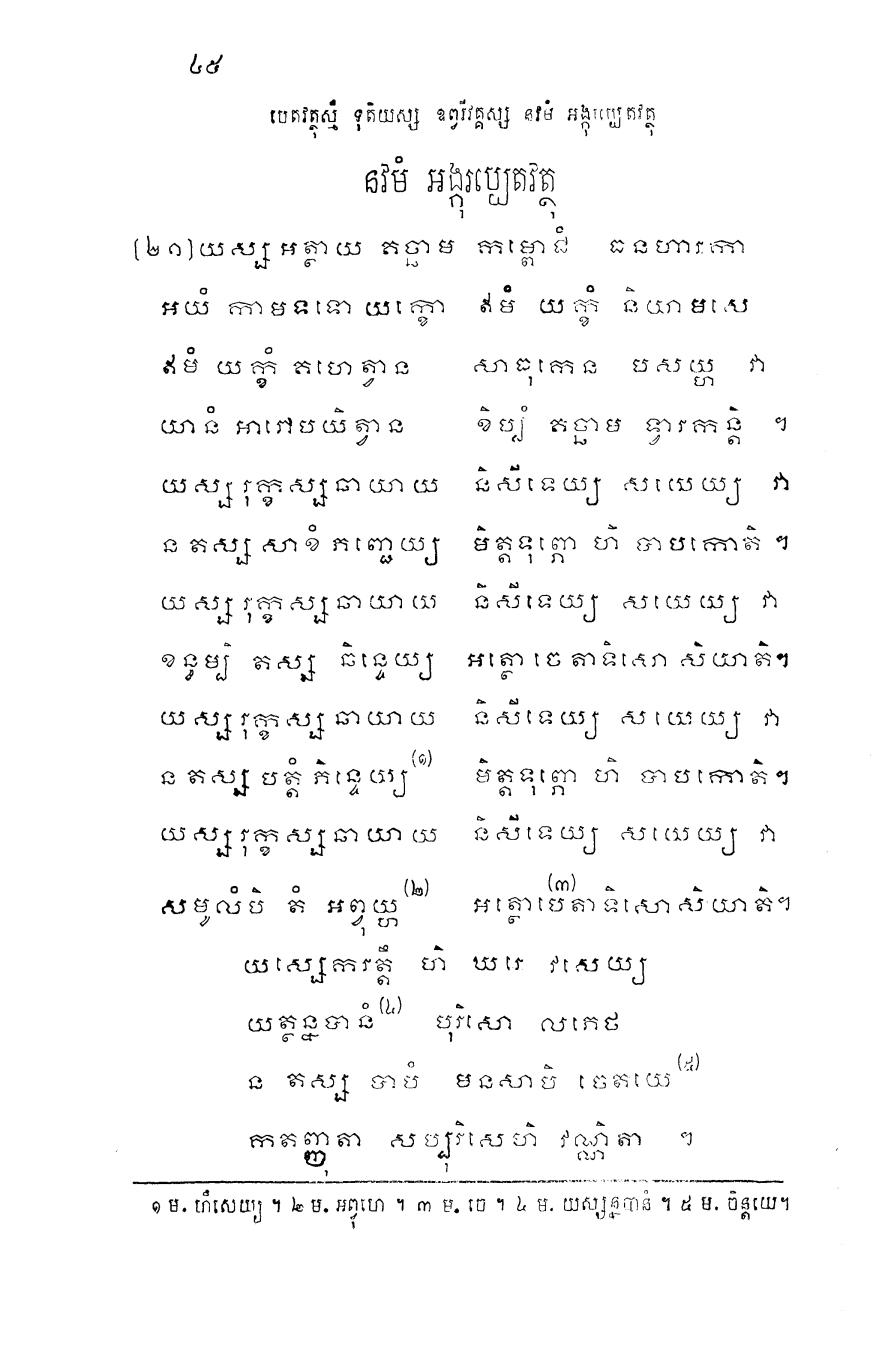 ៤៥
បេតវត្ថុស្មឹ ទុតិយស្ស ឧព្វរីវគ្គស្ស នវមំ អង្កុរប្បេតវត្ថុ
នវមំ អង្កុរប្បេតវត្ថុ
(២១)យស្ស អត្ថាយ គច្ឆាម កម្ពោជំ ធនហារកា
អយំ កាមទទោ យក្ខោ ឥមំ យក្ខំ និយាមសេ
ឥមំ យក្ខំ គហេត្វាន សាធុកេន បសយ្ហ វា
យានំ អារោបយិត្វាន ខិប្បំ គច្ឆាម ទ្វារកន្តិ ។
យស្ស រុក្ខស្ស ឆាយាយ និសីទេយ្យ សយេយ្យ វា
ន តស្ស សាខំ ភញ្ជេយ្យ មិត្តទុព្ភោ ហិ បាបកោតិ ។
យស្ស រុក្ខស្ស ឆាយាយ និសីទេយ្យ សយេយ្យ វា
ខន្ធម្បិ តស្ស ឆិន្ទេយ្យ អត្ថោ ចេ តាទិសោ សិយាតិ។
យស្ស រុក្ខស្ស ឆាយាយ និសីទេយ្យ សយេយ្យ វា
ន តស្ស បត្តំ ភិន្ទេយ្យ(១) មិត្តទុព្ភោ ហិ បាបកោតិ។
យស្ស រុក្ខស្ស ឆាយាយ និសីទេយ្យ សយេយ្យ វា
សមូលំបិ តំ អព្វុយ្ហ(២) អត្ថោបេ(៣)តាទិសោ សិយាតិ។
យស្សេករត្តឹ ហិ ឃរេ វសេយ្យ
យត្ថន្នបានំ(៤) បុរិសោ លភេថ
ន តស្ស បាបំ មនសាបិ ចេតយេ(៥)
កតញ្ញុតា សប្បុរិសេហិ វណ្ណិតា ។
១ ម. ហឹសេយ្យ ។ ២ ម. អព្វុហេ ។ ៣ ម. ចេ ។ ៤ ម. យស្សន្នបានំ ។ ៥ ម. ចិន្តយេ។